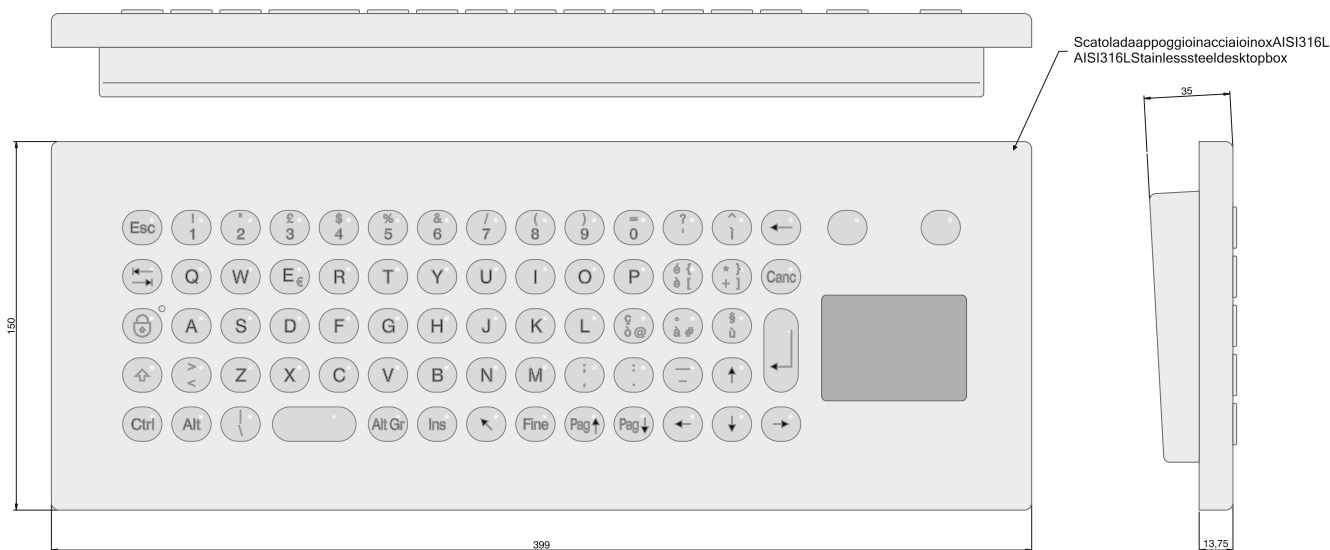 ScatoladaappoggioinacciaioinoxAISI316L
AISI316LStainlesssteeldesktopbox
35
150
Esc ! 1 " 2 £ 3 $ 4 % 5 & 6 / 7 ( 8 ) 9 = 0 ? ' ^ ì ←
Q W E € R T Y U I O P é { è [ * } + ] Canc
A S D F G H J K L ç ò @ ° à # § ù
> < Z X C V B N M ; , : . _ - ↑
Ctrl Alt | \ Alt Gr Ins ↖ Fine Pag↑ Pag↓ ← ↓ →
399
13,75